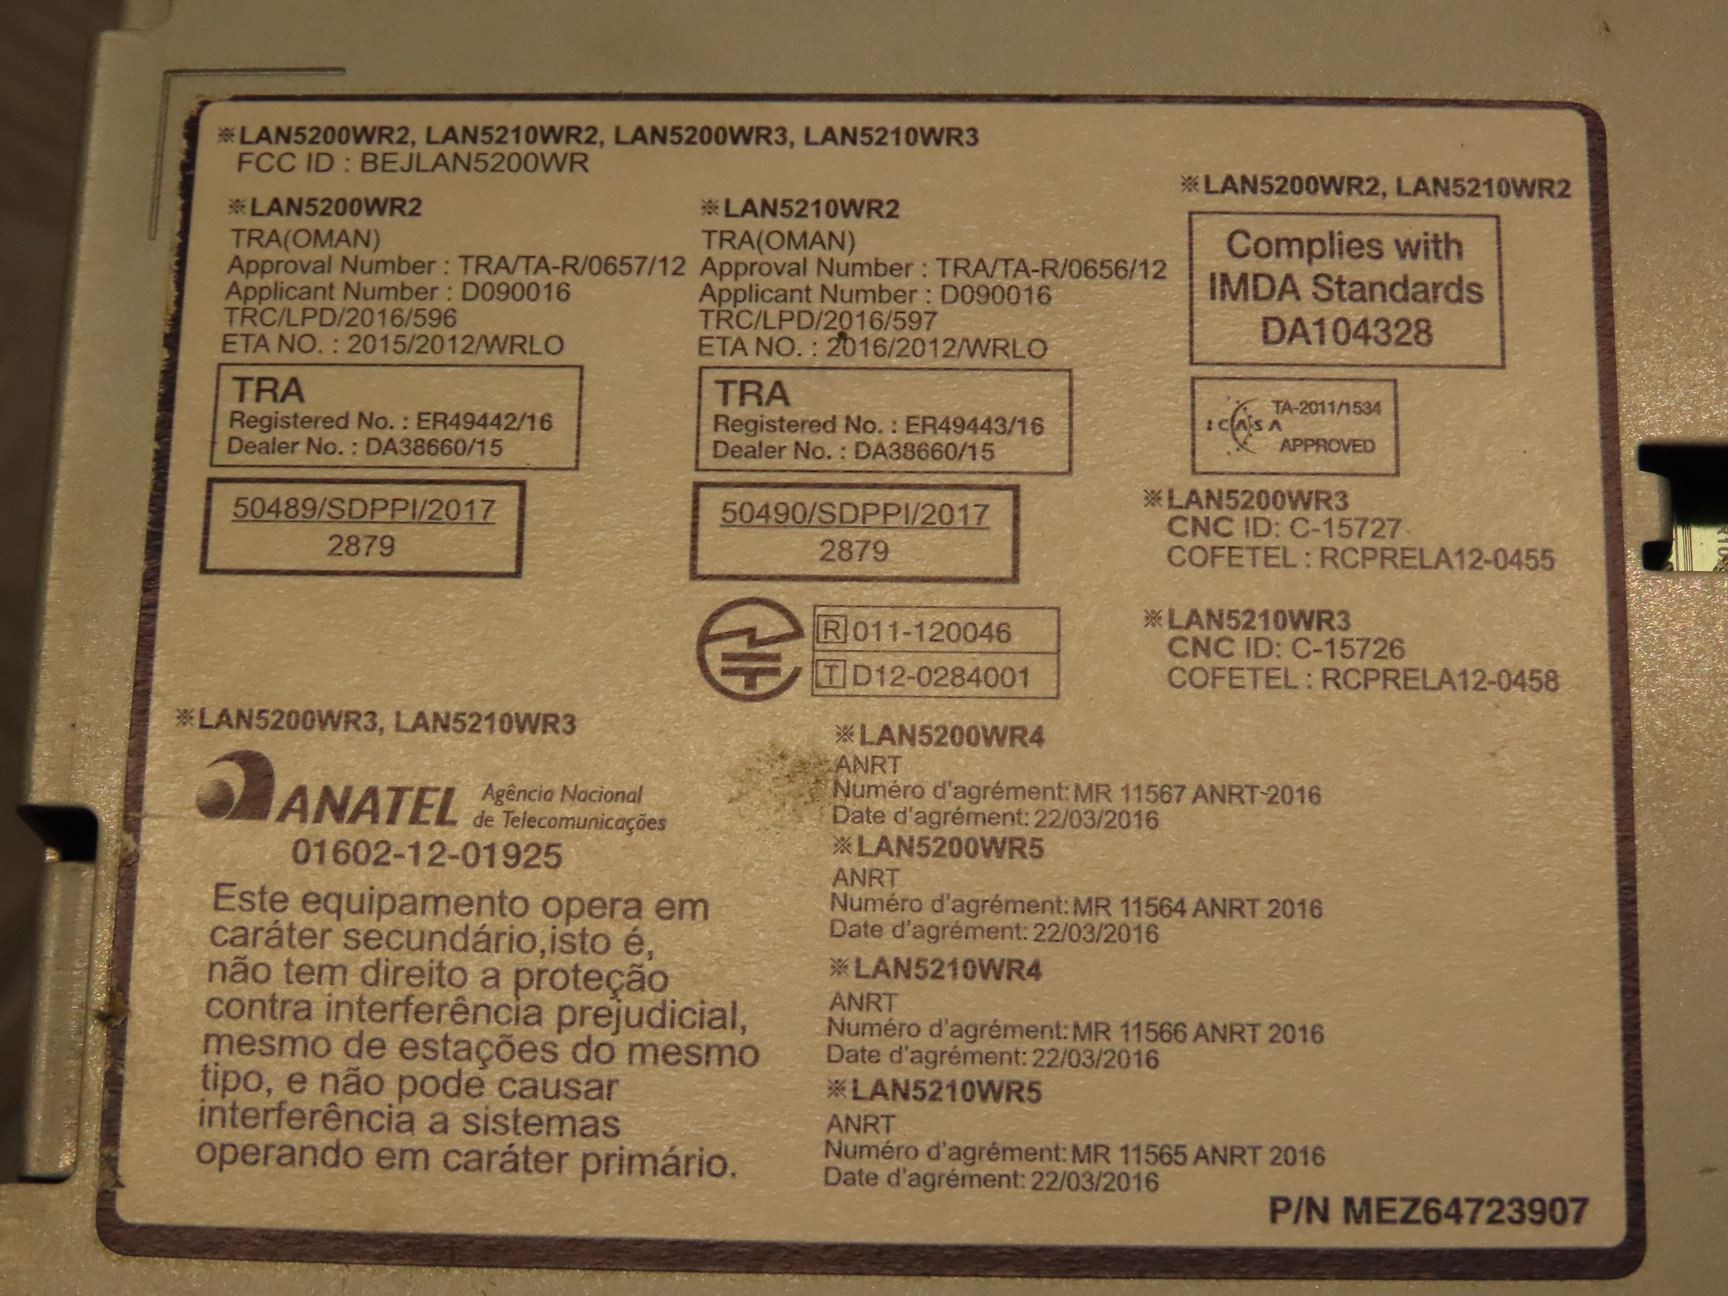 ※LAN5200WR2, LAN5210WR2, LAN5200WR3, LAN5210WR3
FCC ID : BEJLAN5200WR
※LAN5200WR2
TRA(OMAN)
Approval Number : TRA/TA-R/0657/12
Applicant Number : D090016
TRC/LPD/2016/596
ETA NO. : 2015/2012/WRLO
TRA
Registered No. : ER49442/16
Dealer No. : DA38660/15
50489/SDPPI/2017
2879
※LAN5210WR2
TRA(OMAN)
Approval Number : TRA/TA-R/0656/12
Applicant Number : D090016
TRC/LPD/2016/597
ETA NO. : 2016/2012/WRLO
TRA
Registered No. : ER49443/16
Dealer No. : DA38660/15
50490/SDPPI/2017
2879
R 011-120046
T D12-0284001
※LAN5200WR2, LAN5210WR2
Complies with
IMDA Standards
DA104328
ICASA
TA-2011/1534
APPROVED
※LAN5200WR3
CNC ID: C-15727
COFETEL : RCPRELA12-0455
※LAN5210WR3
CNC ID: C-15726
COFETEL : RCPRELA12-0458
※LAN5200WR3, LAN5210WR3
ANATEL
Agência Nacional
de Telecomunicações
01602-12-01925
Este equipamento opera em
caráter secundário,isto é,
não tem direito a proteção
contra interferência prejudicial,
mesmo de estações do mesmo
tipo, e não pode causar
interferência a sistemas
operando em caráter primário.
※LAN5200WR4
ANRT
Numéro d'agrément: MR 11567 ANRT 2016
Date d'agrément: 22/03/2016
※LAN5200WR5
ANRT
Numéro d'agrément: MR 11564 ANRT 2016
Date d'agrément: 22/03/2016
※LAN5210WR4
ANRT
Numéro d'agrément: MR 11566 ANRT 2016
Date d'agrément: 22/03/2016
※LAN5210WR5
ANRT
Numéro d'agrément: MR 11565 ANRT 2016
Date d'agrément: 22/03/2016
P/N MEZ64723907